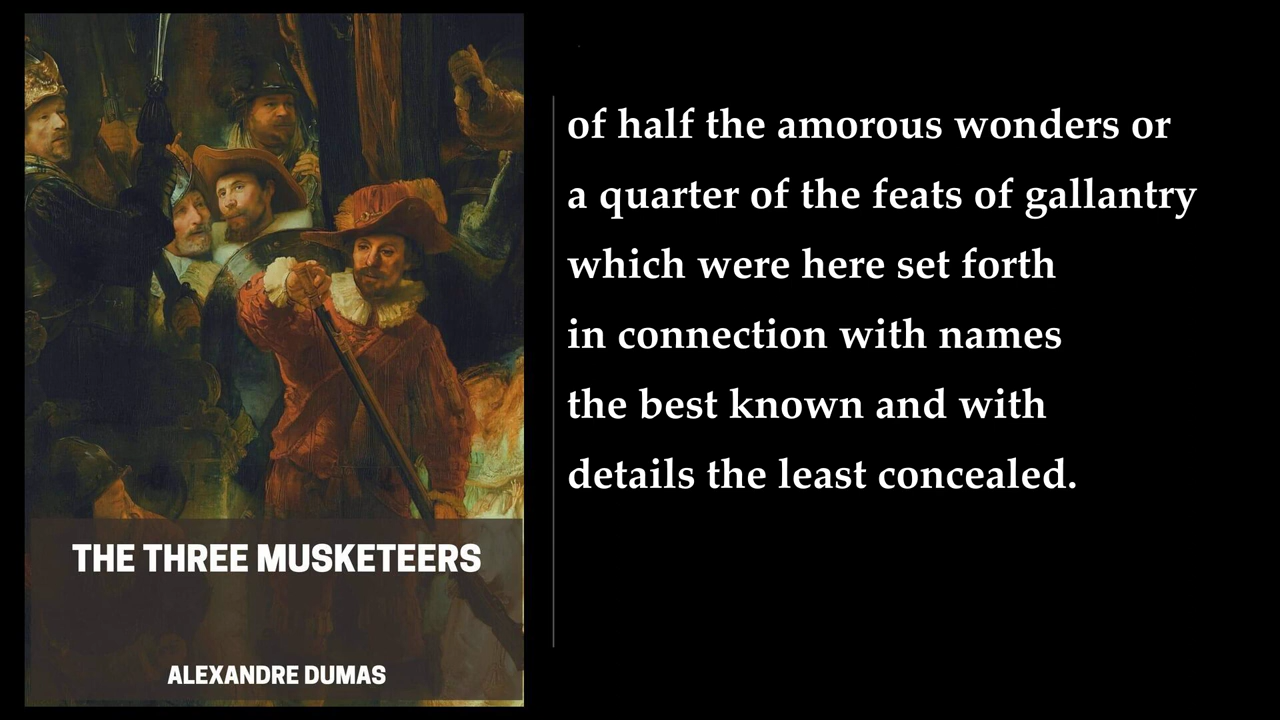 THE THREE MUSKETEERS
ALEXANDRE DUMAS
of half the amorous wonders or
a quarter of the feats of gallantry
which were here set forth
in connection with names
the best known and with
details the least concealed.